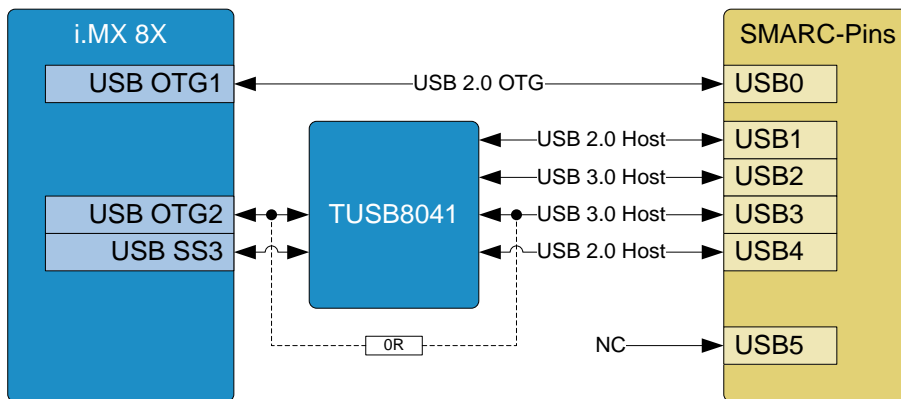 i.MX 8X
SMARC-Pins
USB OTG1
USB 2.0 OTG
USB0
USB 2.0 Host
USB1
USB 3.0 Host
USB2
USB OTG2
TUSB8041
USB 3.0 Host
USB3
USB SS3
USB 2.0 Host
USB4
0R
NC
USB5